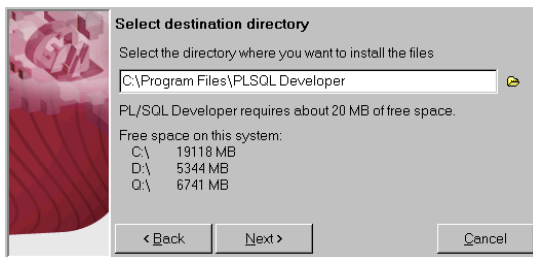 Select destination directory
Select the directory where you want to install the files
C:\Program Files\PLSQL Developer
PL/SQL Developer requires about 20 MB of free space.
Free space on this system:
C:\ 19118 MB
D:\ 5344 MB
Q:\ 6741 MB
< Back Next > Cancel